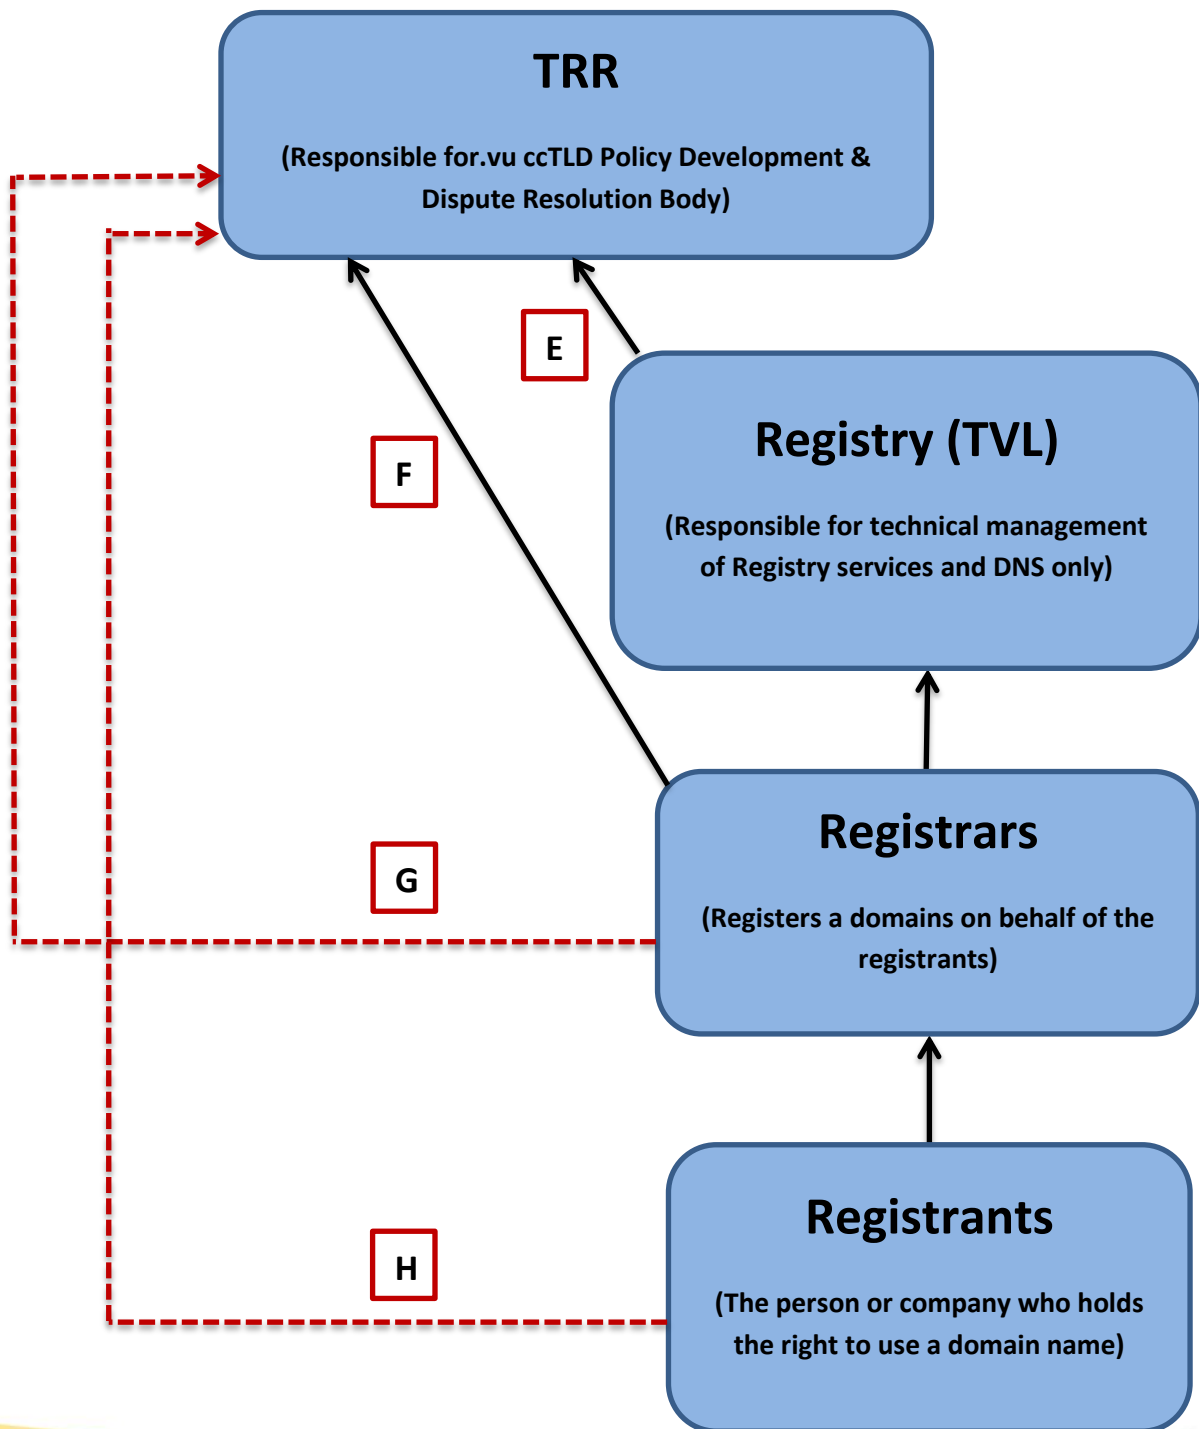 TRR
(Responsible for.vu ccTLD Policy Development &
Dispute Resolution Body)
E
Registry (TVL)
F
(Responsible for technical management
of Registry services and DNS only)
Registrars
G
(Registers a domains on behalf of the
registrants)
Registrants
H
(The person or company who holds
the right to use a domain name)